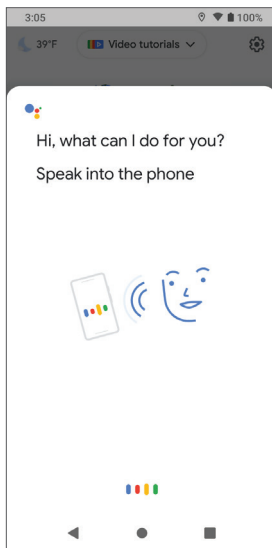 3:05 100%
39°F Video tutorials
Hi, what can I do for you?
Speak into the phone